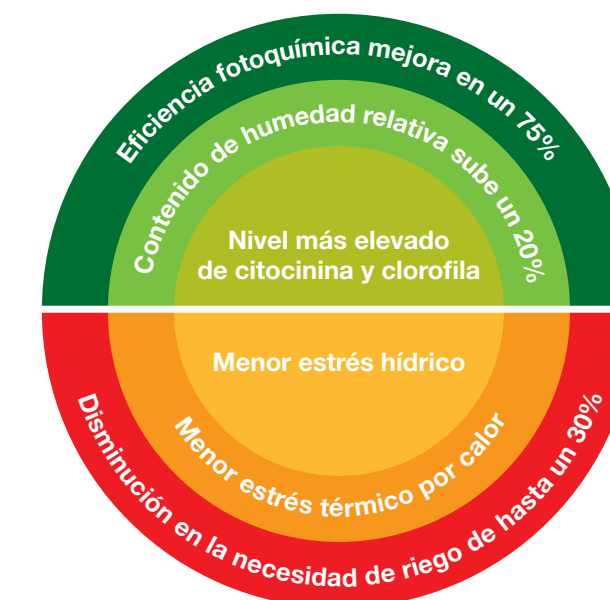 Eficiencia fotoquímica mejora en un 75%
Contenido de humedad relativa sube un 20%
Nivel más elevado
de citocinina y clorofila
Menor estrés hídrico
Menor estrés térmico por calor
Disminución en la necesidad de riego de hasta un 30%